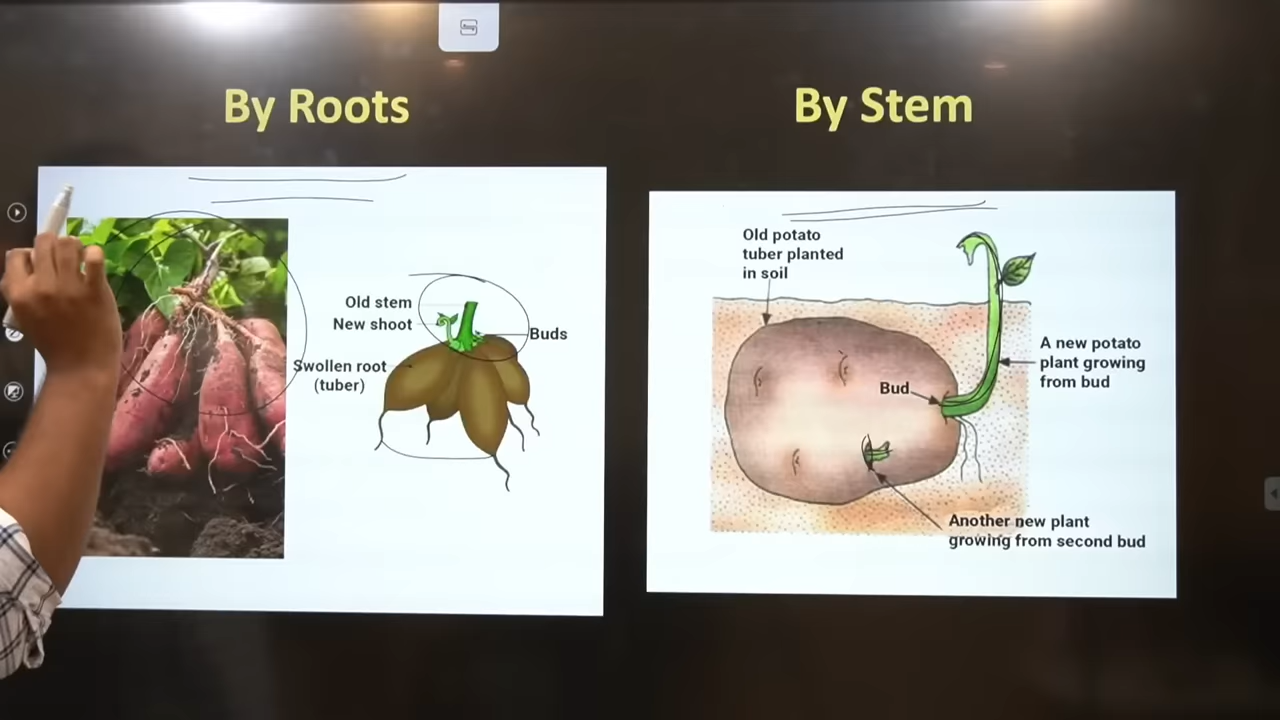 By Roots
Old stem
New shoot
Buds
Swollen root
(tuber)
By Stem
Old potato
tuber planted
in soil
Bud
A new potato
plant growing
from bud
Another new plant
growing from second bud